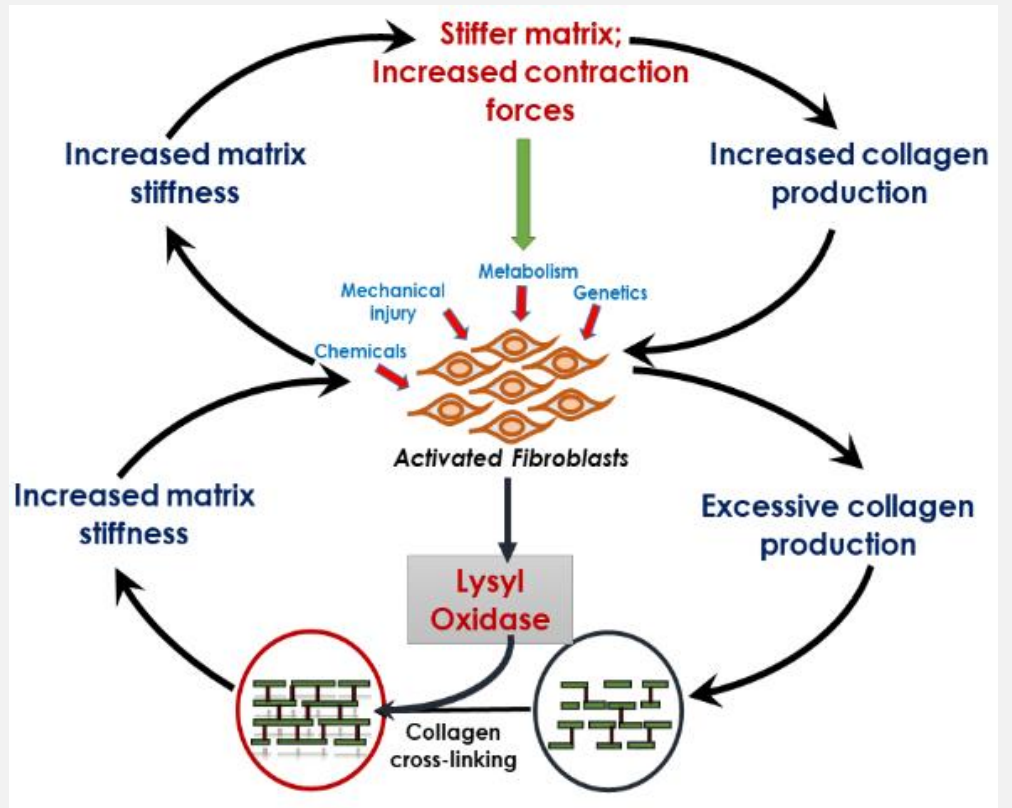 Stiffer matrix;
Increased contraction
forces
Increased matrix
stiffness
Increased collagen
production
Metabolism
Mechanical
injury
Genetics
Chemicals
Activated Fibroblasts
Increased matrix
stiffness
Excessive collagen
production
Lysyl
Oxidase
Collagen
cross-linking